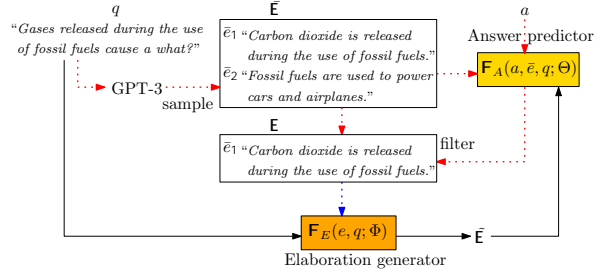 q
“Gases released during the use
of fossil fuels cause a what?”
GPT-3
sample
Ē
ē₁ “Carbon dioxide is released
during the use of fossil fuels.”
ē₂ “Fossil fuels are used to power
cars and airplanes.”
a
Answer predictor
F_A(a, ē, q; Θ)
E
ē₁ “Carbon dioxide is released
during the use of fossil fuels.”
filter
F_E(e, q; Φ)
Ẽ
Elaboration generator